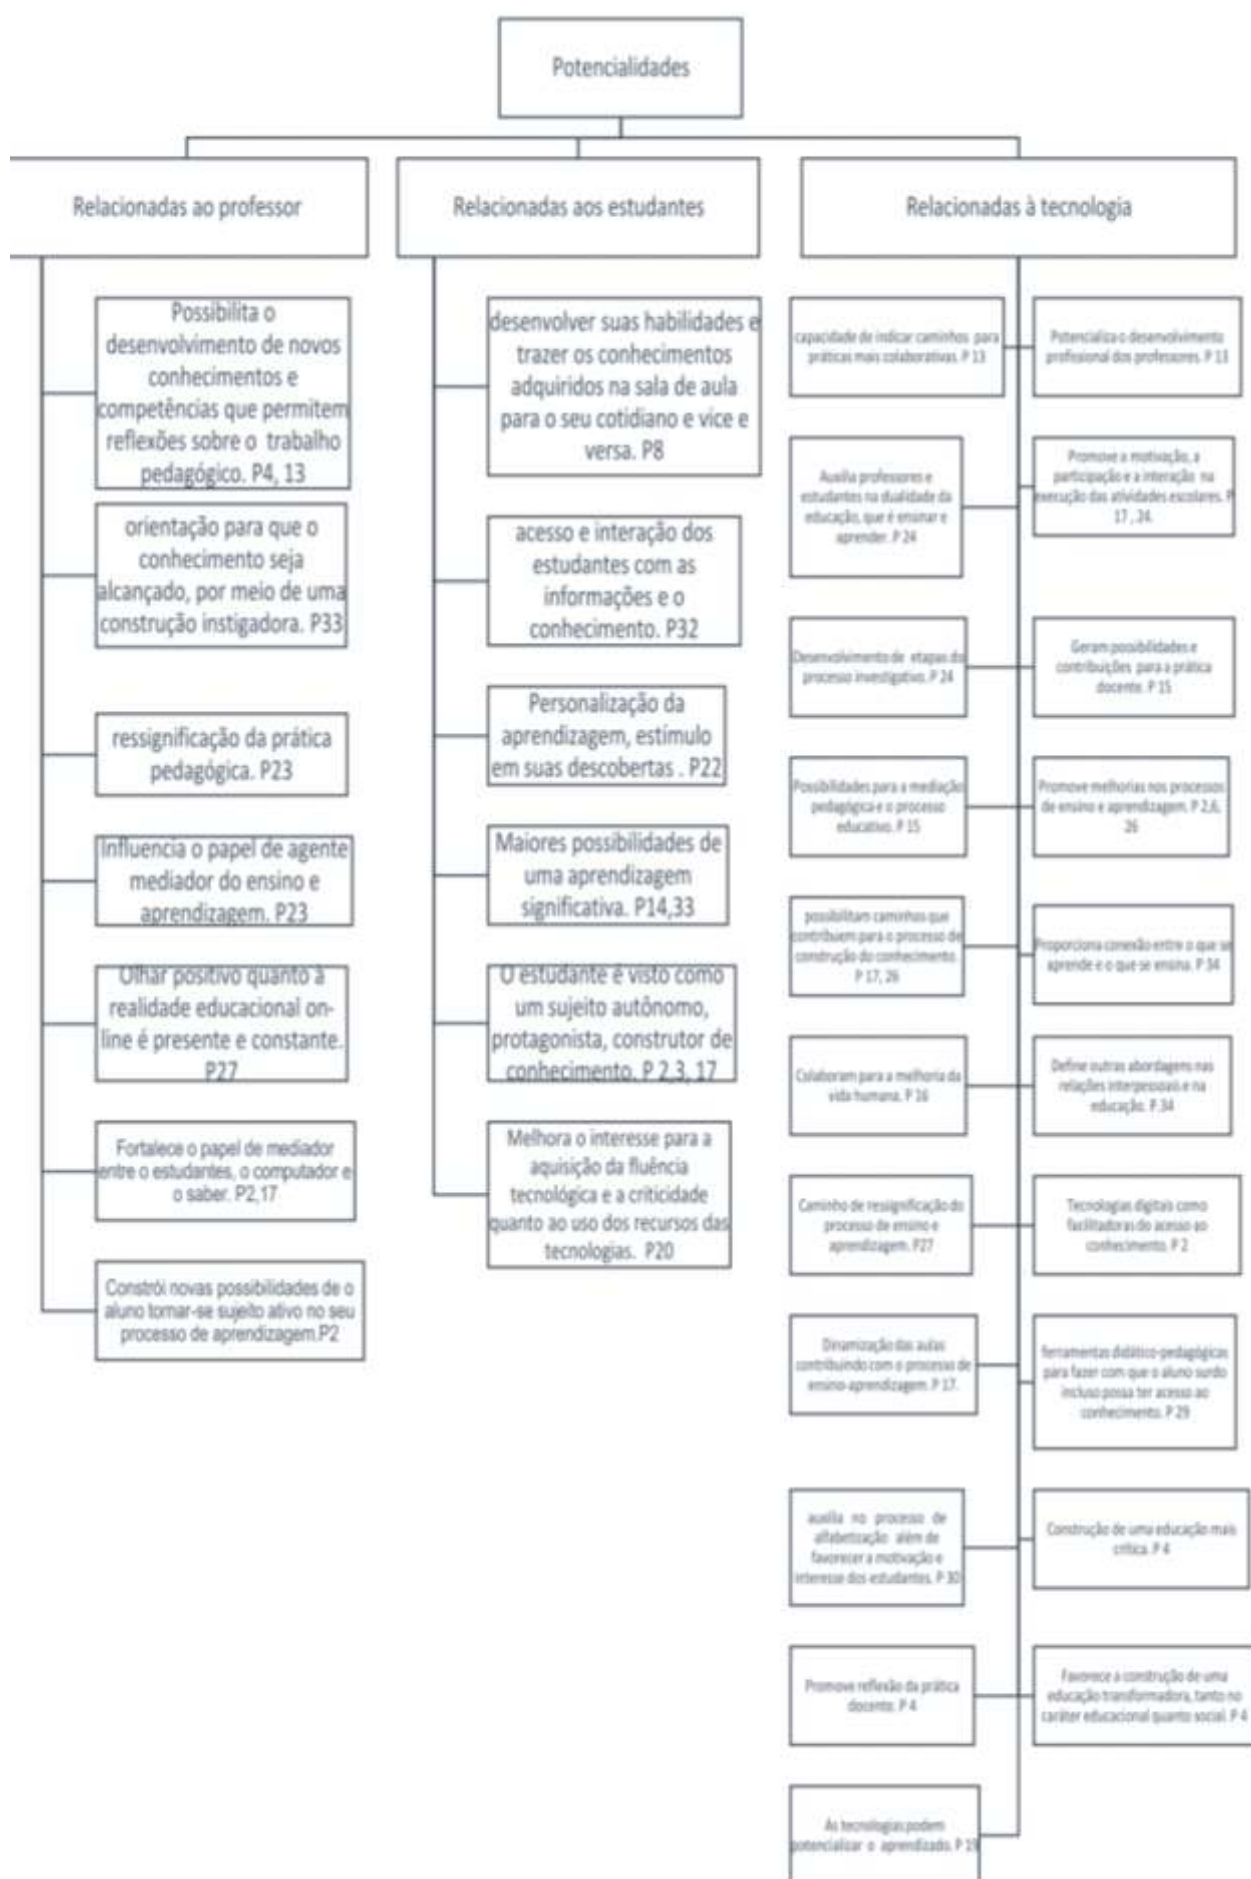 Potencialidades
Relacionadas ao professor
Possibilita o
desenvolvimento de novos
conhecimentos e
competências que permitem
reflexões sobre o trabalho
pedagógico. P4, 13
orientação para que o
conhecimento seja
alcançado, por meio de uma
construção instigadora. P33
ressignificação da prática
pedagógica. P23
Influencia o papel de agente
mediador do ensino e
aprendizagem. P23
Olhar positivo quanto à
realidade educacional on-
line é presente e constante.
P27
Fortalece o papel de mediador
entre o estudantes, o computador e
o saber. P2,17
Constrói novas possibilidades de o
aluno tornar-se sujeito ativo no seu
processo de aprendizagem.P2
Relacionadas aos estudantes
desenvolver suas habilidades e
trazer os conhecimentos
adquiridos na sala de aula
para o seu cotidiano e vice e
versa. P8
acesso e interação dos
estudantes com as
informações e o
conhecimento. P32
Personalização da
aprendizagem, estímulo
em suas descobertas . P22
Maiores possibilidades de
uma aprendizagem
significativa. P14,33
O estudante é visto como
um sujeito autônomo,
protagonista, construtor de
conhecimento. P 2,3, 17
Melhora o interesse para a
aquisição da fluência
tecnológica e a criticidade
quanto ao uso dos recursos das
tecnologias. P20
Relacionadas à tecnologia
capacidade de indicar caminhos para
práticas mais colaborativas. P 13
Potencializa o desenvolvimento
profissional dos professores. P 13
Auxilia professores e
estudantes na dualidade da
educação, que é ensinar e
aprender. P 24
Promove a motivação, a
participação e a interação na
execução das atividades escolares. P
17 , 24.
Desenvolvimento de etapas do
processo investigativo. P 24
Geram possibilidades e
contribuições para a prática
docente. P 15
Possibilidades para a mediação
pedagógica e o processo
educativo. P 15
Promove melhorias nos processos
de ensino e aprendizagem. P 2,6,
26
possibilitam caminhos que
contribuem para o processo de
construção do conhecimento
P 17, 26
Proporciona conexão entre o que se
aprende e o que se ensina. P 34
Colaboram para a melhoria da
vida humana. P 16
Define outras abordagens nas
relações interpessoais e na
educação. P.34
Caminho de ressignificação do
processo de ensino e
aprendizagem. P27
Tecnologias digitais como
facilitadoras do acesso ao
conhecimento. P 2
Dinamização das aulas
contribuindo com o processo de
ensino-aprendizagem. P 17.
ferramentas didático-pedagógicas
para fazer com que o aluno surdo
incluso possa ter acesso ao
conhecimento. P 29
auxilia no processo de
alfabetização além de
favorecer a motivação e
interesse dos estudantes. P 30
Construção de uma educação mais
crítica. P 4
Promove reflexão da prática
docente. P 4
Favorece a construção de uma
educação transformadora, tanto no
caráter educacional quanto social. P 4
As tecnologias podem
potencializar o aprendizado. P 19